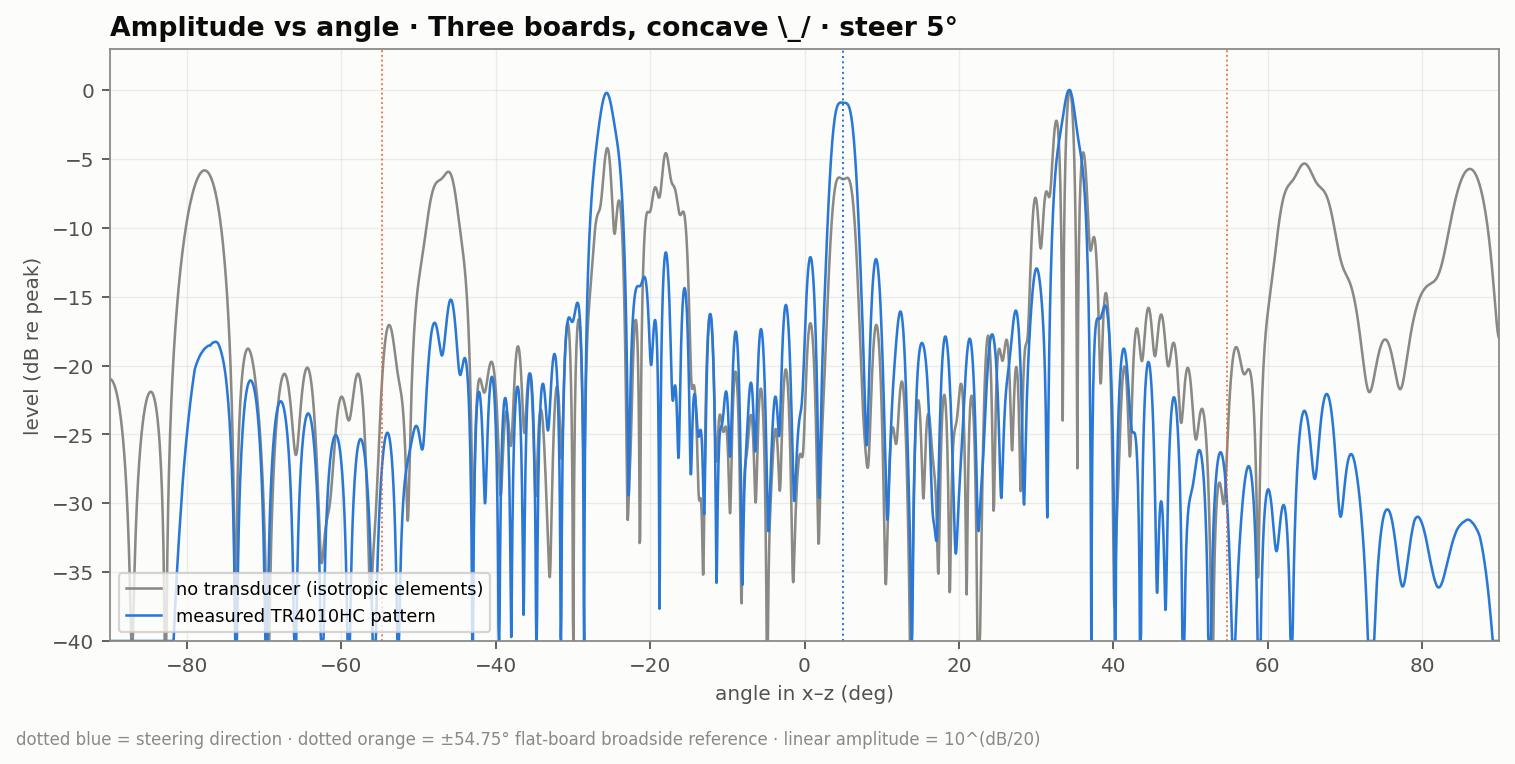 Amplitude vs angle · Three boards, concave \_/ · steer 5°
level (dB re peak)
0
−5
−10
−15
−20
−25
−30
−35
−40
no transducer (isotropic elements)
measured TR4010HC pattern
−80 −60 −40 −20 0 20 40 60 80
angle in x–z (deg)
dotted blue = steering direction · dotted orange = ±54.75° flat-board broadside reference · linear amplitude = 10^(dB/20)